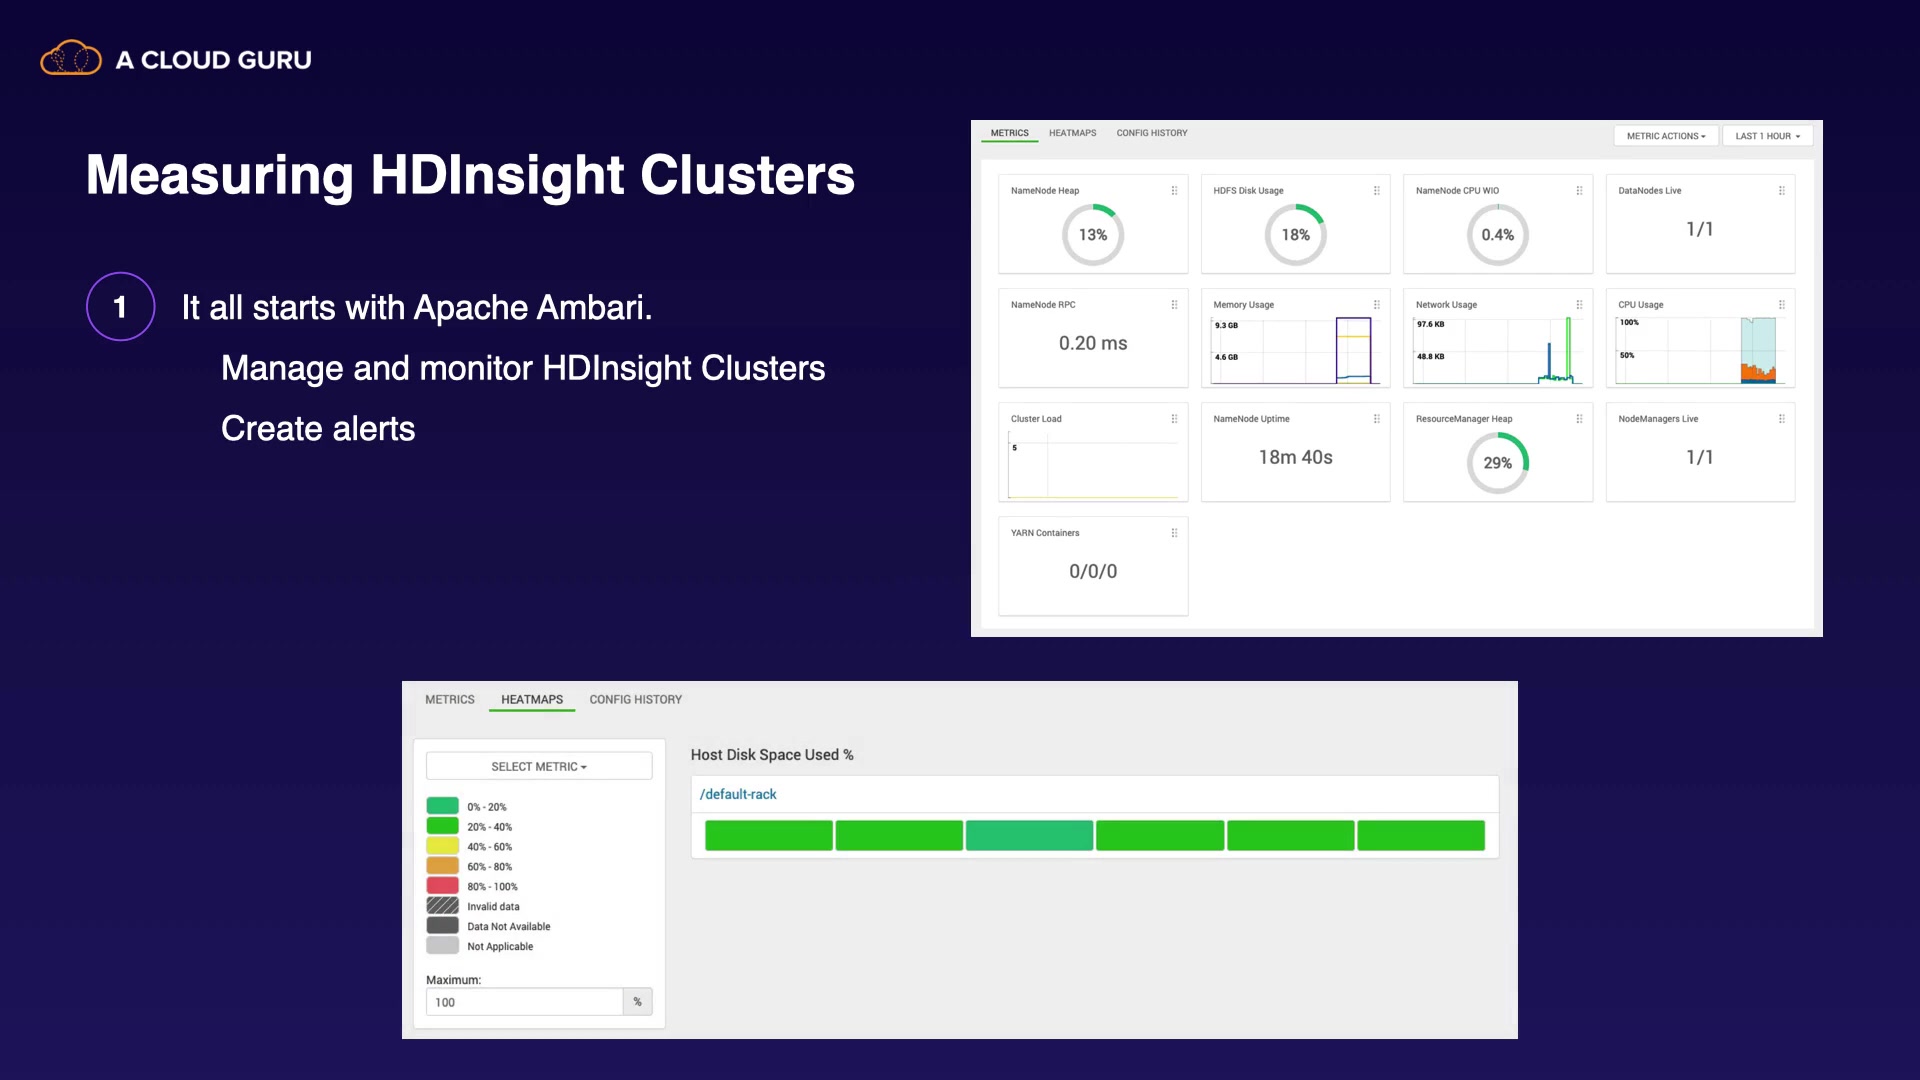 A CLOUD GURU
Measuring HDInsight Clusters
1 It all starts with Apache Ambari.
Manage and monitor HDInsight Clusters
Create alerts
METRICS HEATMAPS CONFIG HISTORY METRIC ACTIONS LAST 1 HOUR
NameNode Heap HDFS Disk Usage NameNode CPU WIO DataNodes Live
13% 18% 0.4% 1/1
NameNode RPC Memory Usage Network Usage CPU Usage
9.3 GB 97.6 KB 100%
0.20 ms
4.6 GB 48.8 KB 50%
Cluster Load NameNode Uptime ResourceManager Heap NodeManagers Live
5 18m 40s 29% 1/1
YARN Containers
0/0/0
METRICS HEATMAPS CONFIG HISTORY
SELECT METRIC
0% - 20%
20% - 40%
40% - 60%
60% - 80%
80% - 100%
Invalid data
Data Not Available
Not Applicable
Maximum:
100 %
Host Disk Space Used %
/default-rack